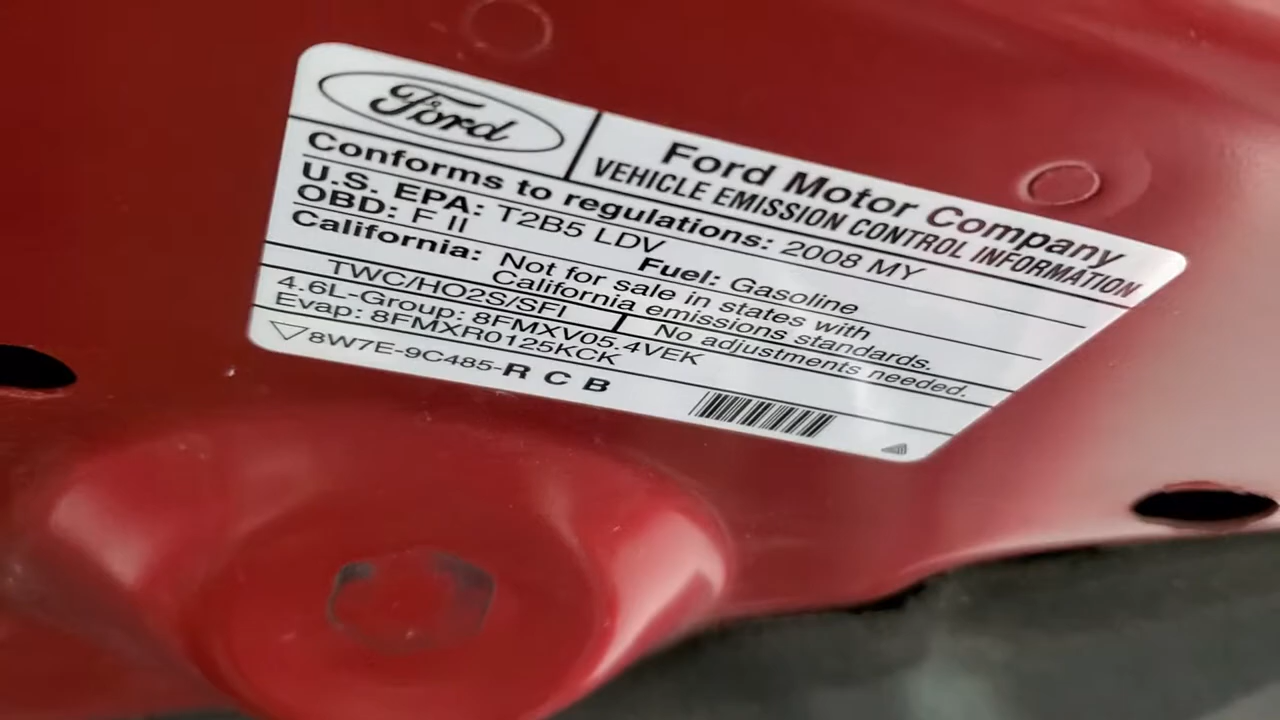 Ford
Ford Motor Company
VEHICLE EMISSION CONTROL INFORMATION
Conforms to regulations: 2008 MY
U.S. EPA: T2B5 LDV
OBD: F II Fuel: Gasoline
California: Not for sale in states with
California emissions standards.
TWC/HO2S/SFI No adjustments needed.
4.6L-Group: 8FMXV05.4VEK
Evap: 8FMXR0125KCK
8W7E-9C485-R C B